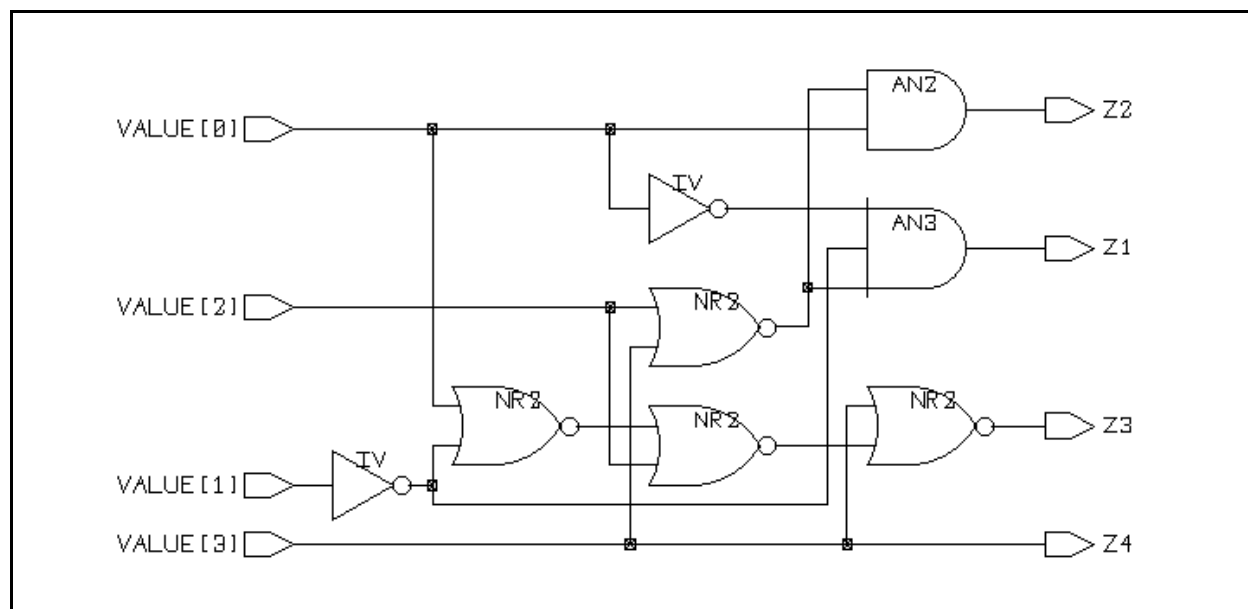 AN2
Z2
VALUE[0]
IV
AN3
Z1
VALUE[2]
NR2
NR2
NR2
NR2
Z3
IV
VALUE[1]
VALUE[3]
Z4